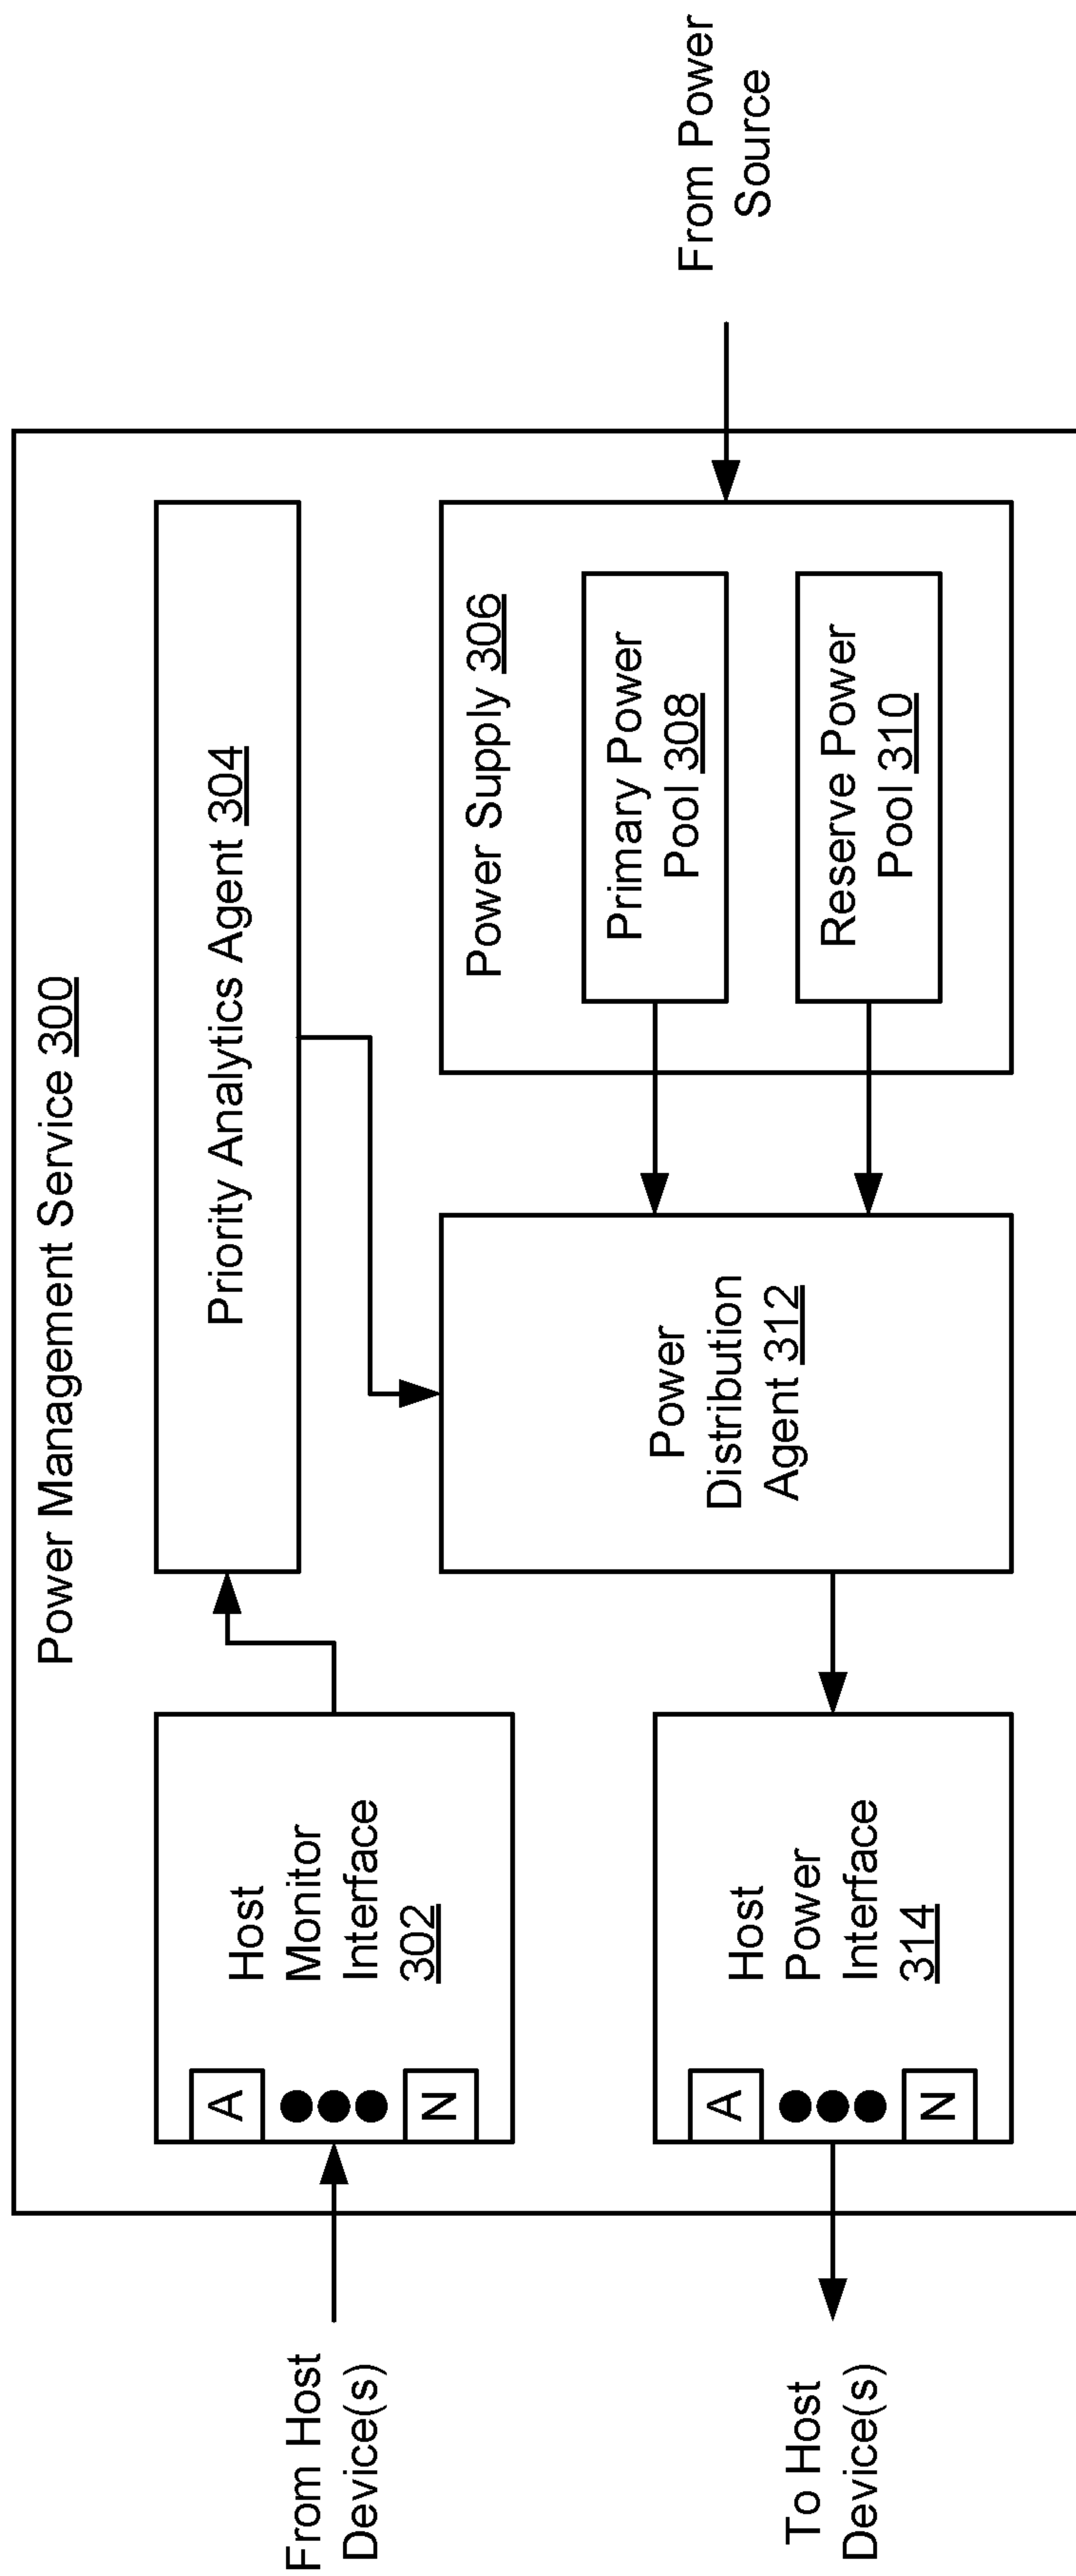 Power Management Service 300
From Host
Device(s)
A
N
Host
Monitor
Interface
302
Priority Analytics Agent 304
Power Supply 306
Primary Power
Pool 308
Reserve Power
Pool 310
From Power
Source
Power
Distribution
Agent 312
To Host
Device(s)
A
N
Host
Power
Interface
314